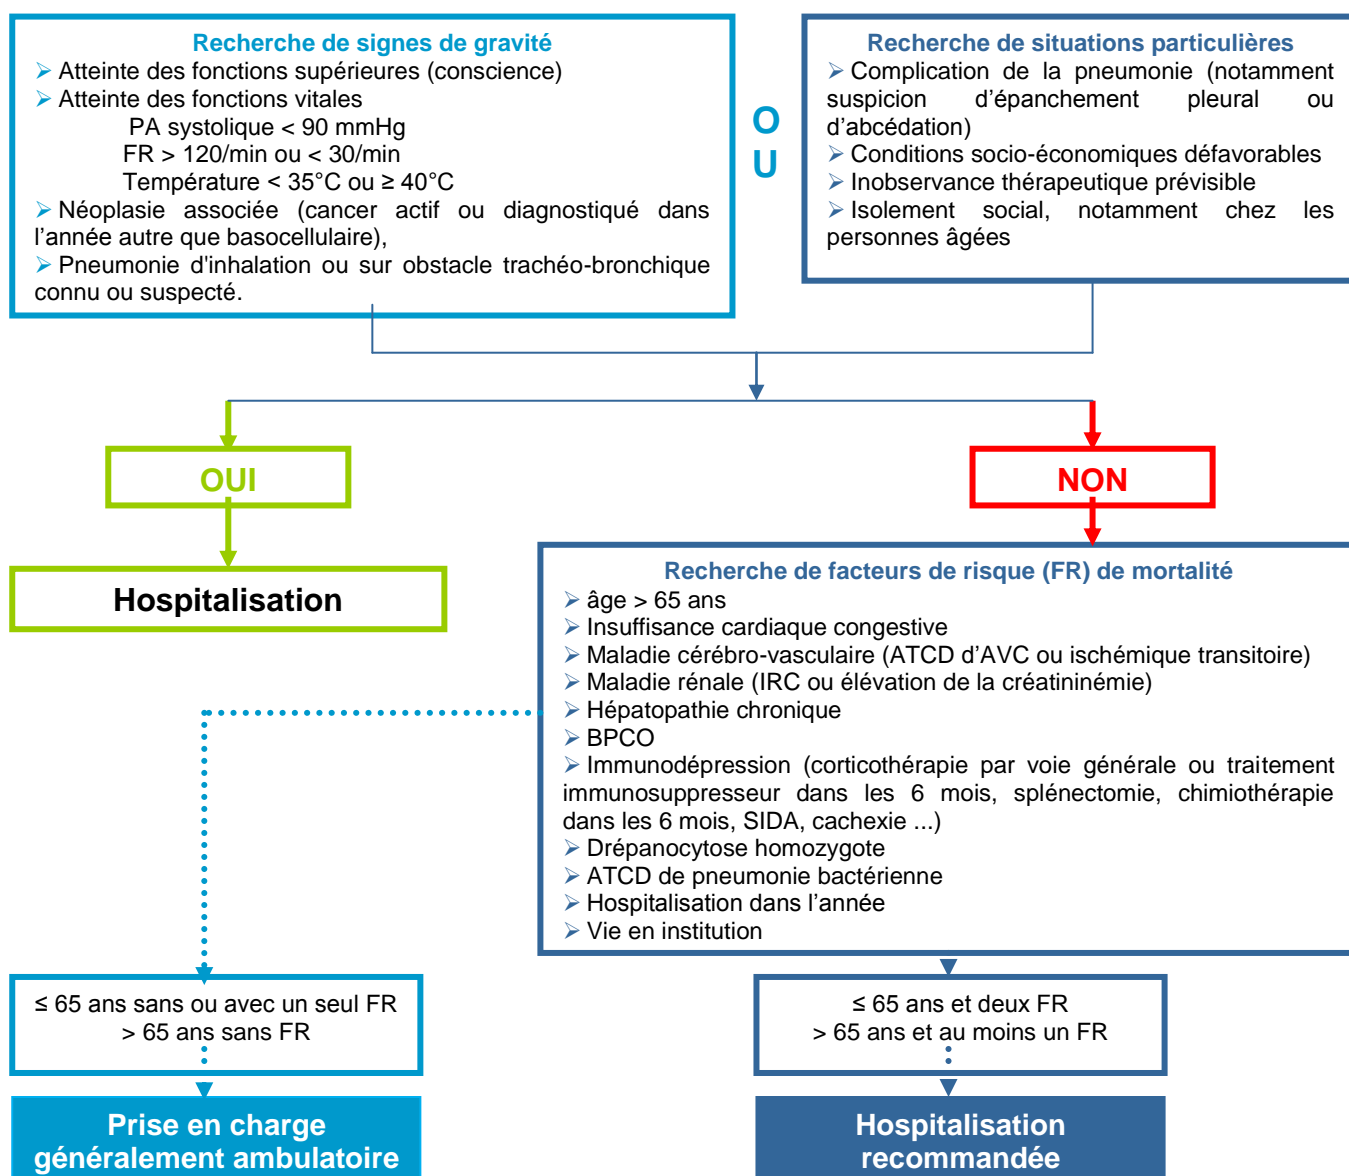 Recherche de signes de gravité
➢ Atteinte des fonctions supérieures (conscience)
➢ Atteinte des fonctions vitales
PA systolique < 90 mmHg
FR > 120/min ou < 30/min
Température < 35°C ou ≥ 40°C
➢ Néoplasie associée (cancer actif ou diagnostiqué dans
l'année autre que basocellulaire),
➢ Pneumonie d'inhalation ou sur obstacle trachéo-bronchique
connu ou suspecté.
O
U
Recherche de situations particulières
➢ Complication de la pneumonie (notamment
suspicion d'épanchement pleural ou
d'abcédation)
➢ Conditions socio-économiques défavorables
➢ Inobservance thérapeutique prévisible
➢ Isolement social, notamment chez les
personnes âgées
OUI
NON
Hospitalisation
Recherche de facteurs de risque (FR) de mortalité
➢ âge > 65 ans
➢ Insuffisance cardiaque congestive
➢ Maladie cérébro-vasculaire (ATCD d'AVC ou ischémique transitoire)
➢ Maladie rénale (IRC ou élévation de la créatininémie)
➢ Hépatopathie chronique
➢ BPCO
➢ Immunodépression (corticothérapie par voie générale ou traitement
immunosuppresseur dans les 6 mois, splénectomie, chimiothérapie
dans les 6 mois, SIDA, cachexie ...)
➢ Drépanocytose homozygote
➢ ATCD de pneumonie bactérienne
➢ Hospitalisation dans l'année
➢ Vie en institution
≤ 65 ans sans ou avec un seul FR
> 65 ans sans FR
≤ 65 ans et deux FR
> 65 ans et au moins un FR
Prise en charge
généralement ambulatoire
Hospitalisation
recommandée